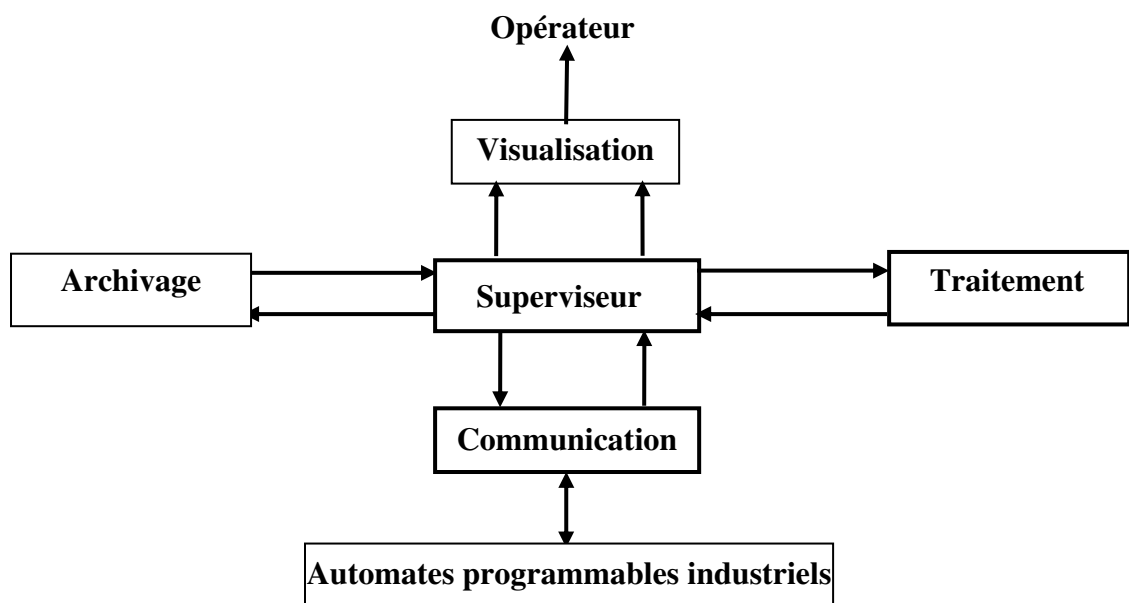 Opérateur
Visualisation
Archivage
Superviseur
Traitement
Communication
Automates programmables industriels